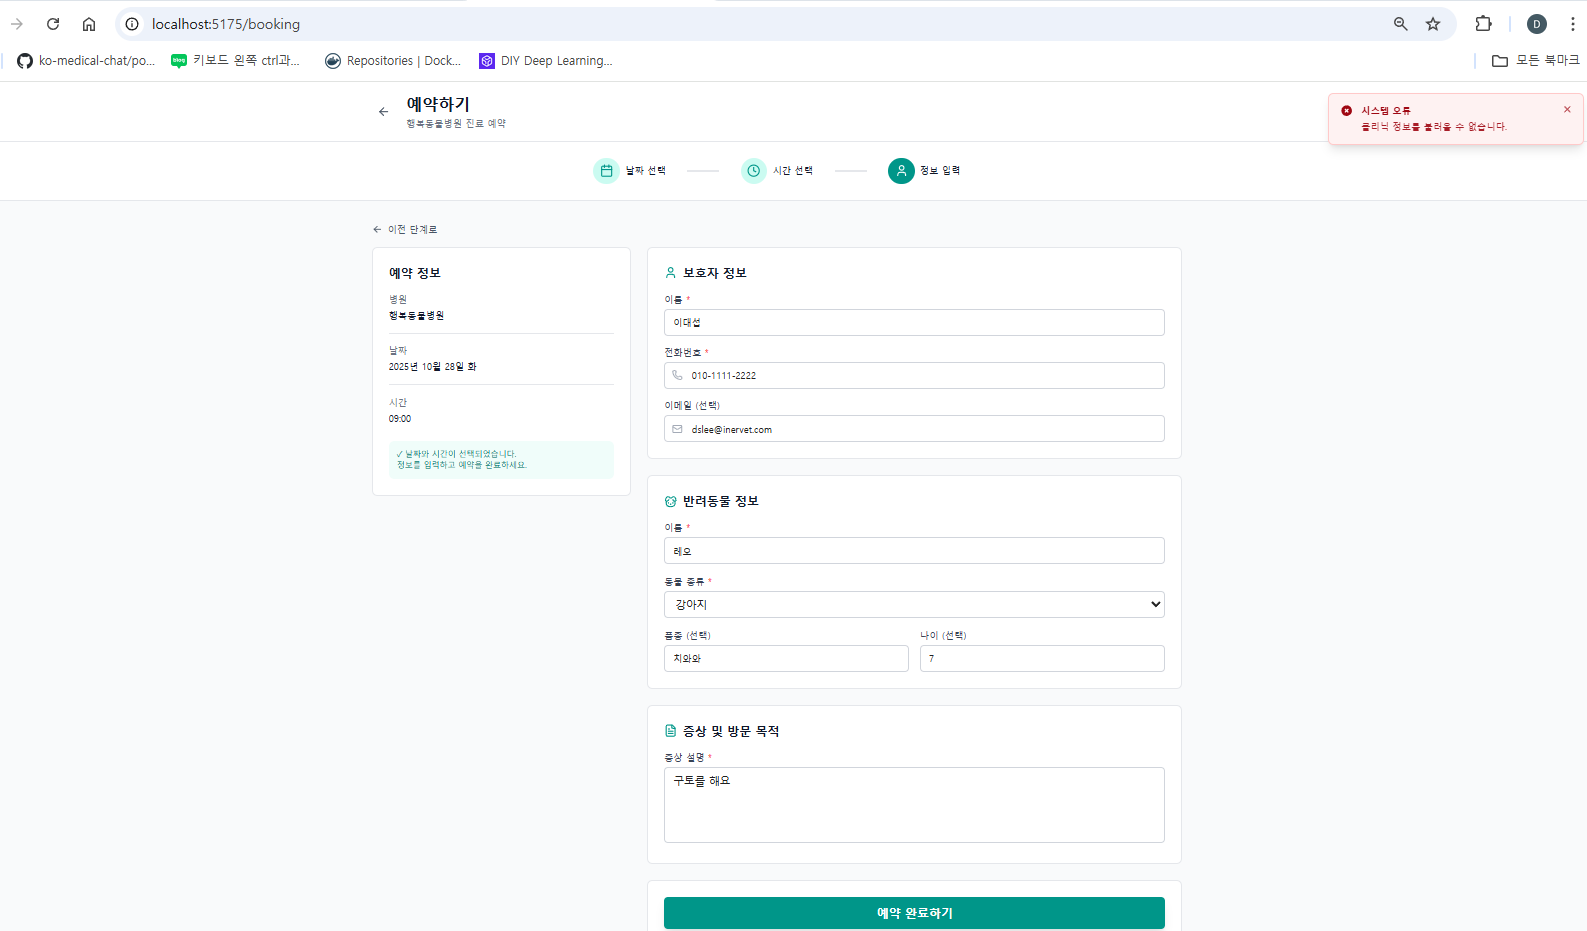 localhost:5175/booking
D
ko-medical-chat/po...
blog
키보드 왼쪽 ctrl과...
Repositories | Dock...
DIY Deep Learning...
모든 북마크
예약하기
행복동물병원 진료 예약
시스템 오류
클리닉 정보를 불러올 수 없습니다.
날짜 선택
시간 선택
정보 입력
이전 단계로
예약 정보
병원
행복동물병원
날짜
2025년 10월 28일 화
시간
09:00
✓ 날짜와 시간이 선택되었습니다.
정보를 입력하고 예약을 완료하세요.
보호자 정보
이름 *
이대섭
전화번호 *
010-1111-2222
이메일 (선택)
dslee@inervet.com
반려동물 정보
이름 *
레오
동물 종류 *
강아지
품종 (선택)
나이 (선택)
치와와
7
증상 및 방문 목적
증상 설명 *
구토를 해요
예약 완료하기